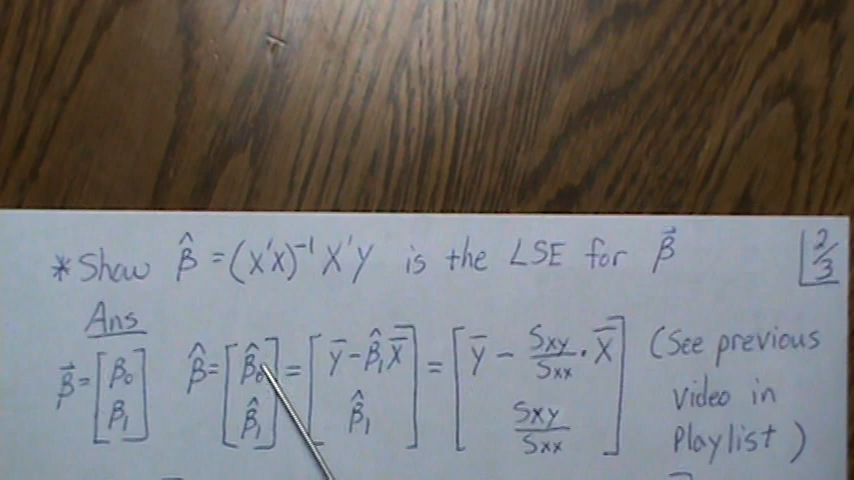 * Show β̂ = (X'X)⁻¹ X'Y is the LSE for β⃗ 2/3
Ans
β⃗ = [β₀ β₁] β̂ = [β̂₀ β̂₁] = [Ȳ - β̂₁X̄ β̂₁] = [Ȳ - Sxy/Sxx · X̄ Sxy/Sxx] (See previous
video in
Playlist)